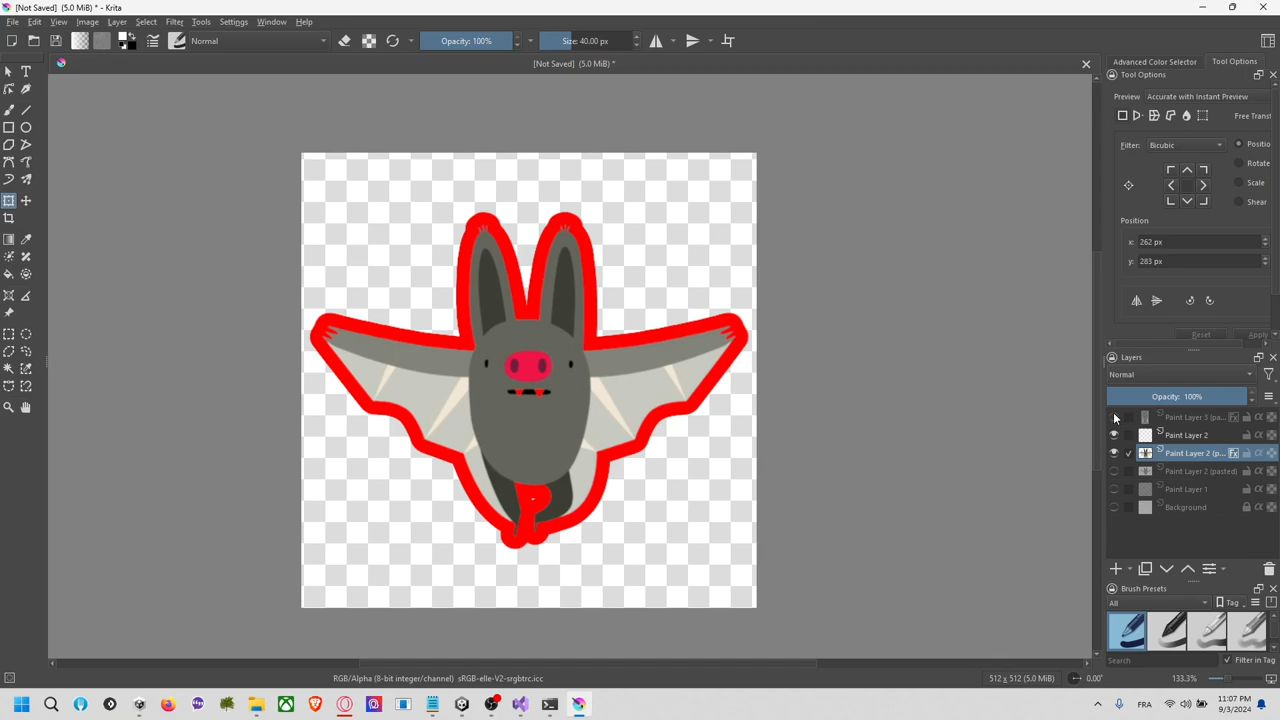 [Not Saved] (5.0 MiB) * - Krita
File Edit View Image Layer Select Filter Tools Settings Window Help
Normal Opacity: 100% Size: 40.00 px
[Not Saved] (5.0 MiB) *
Advanced Color Selector Tool Options
Tool Options
Preview Accurate with Instant Preview
Free Transf
Filter: Bicubic Positio
Rotate
Scale
Shear
Position
x: 262 px
y: 283 px
Reset Apply
Layers
Normal
Opacity: 100%
Paint Layer 3 (pa...
Paint Layer 2
Paint Layer 2 (p...
Paint Layer 2 (pasted)
Paint Layer 1
Background
Brush Presets
All Tag
Search Filter in Tag
RGB/Alpha (8-bit integer/channel) sRGB-elle-V2-srgbtrc.icc 512 x 512 (5.0 MiB) 0.00° 133.3%
FRA 11:07 PM
9/3/2024